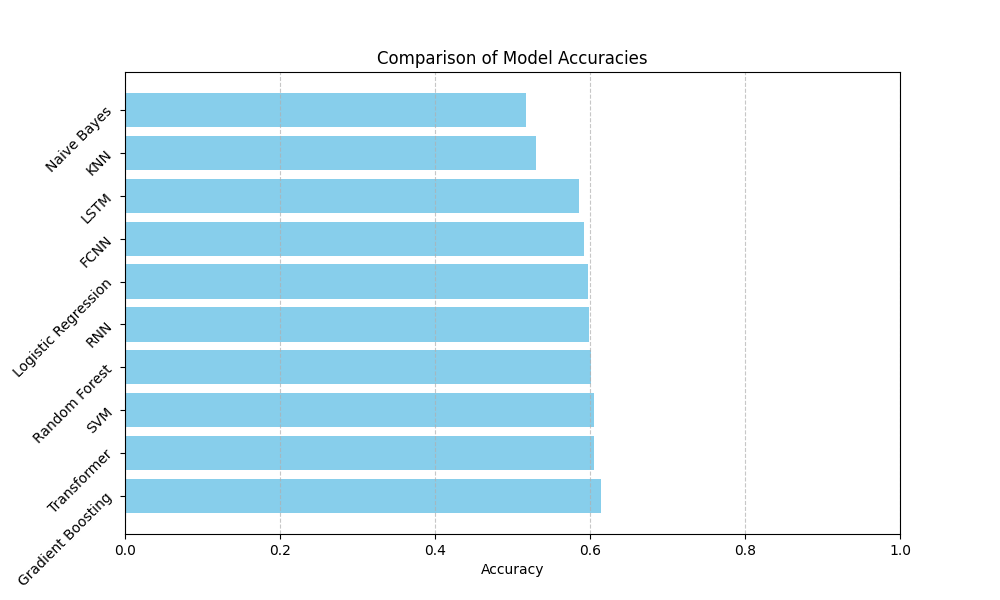 Comparison of Model Accuracies
Naive Bayes
KNN
LSTM
FCNN
Logistic Regression
RNN
Random Forest
SVM
Transformer
Gradient Boosting
0.0 0.2 0.4 0.6 0.8 1.0
Accuracy